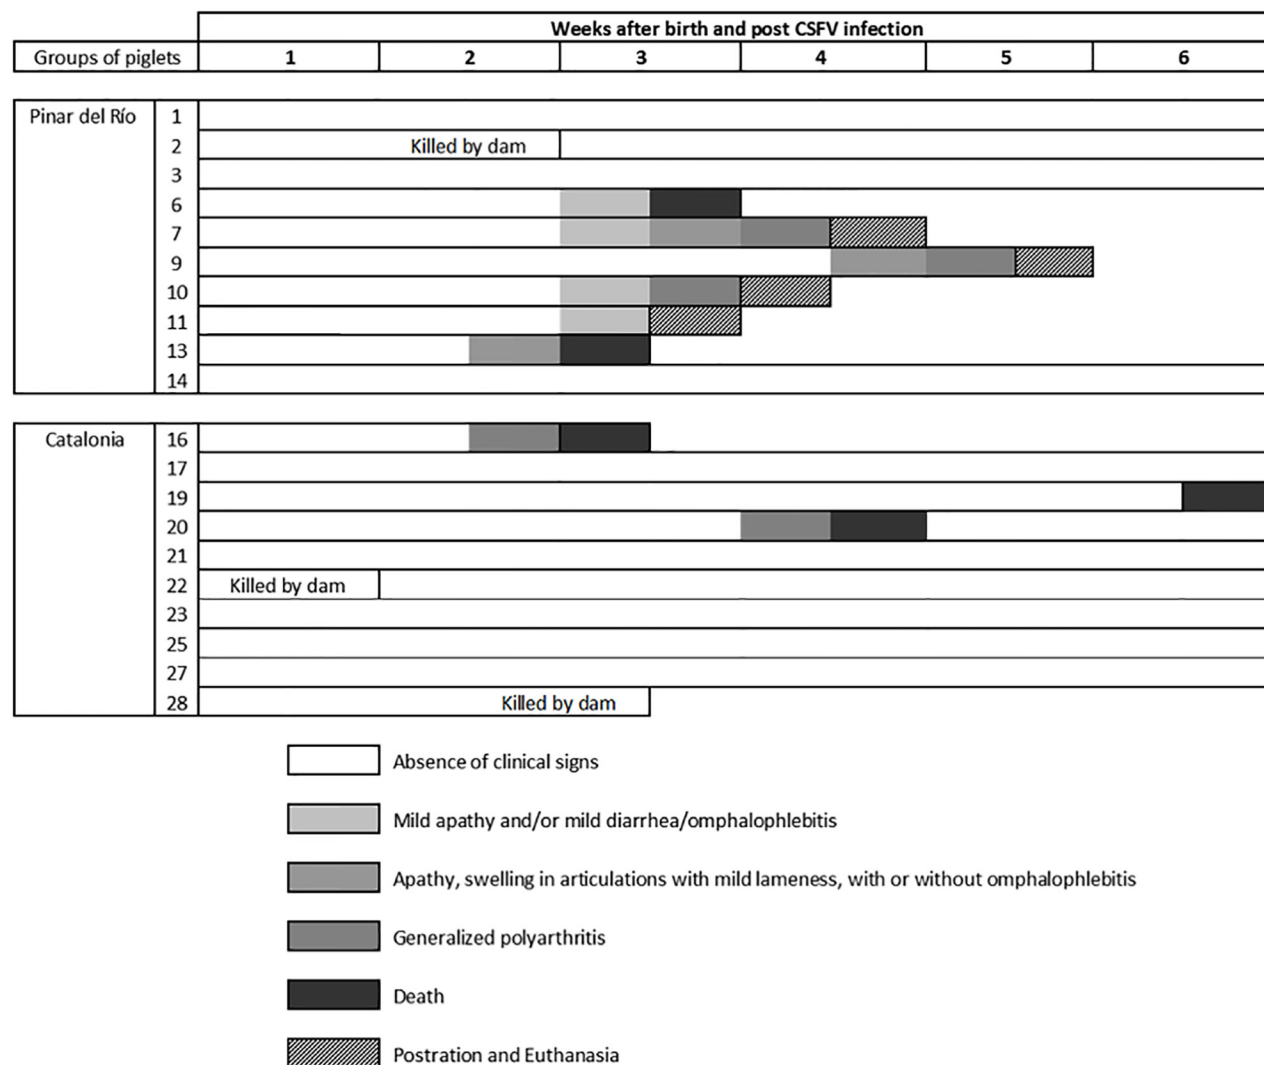 Weeks after birth and post CSFV infection
Groups of piglets 1 2 3 4 5 6
Pinar del Río 1
2 Killed by dam
3
6
7
9
10
11
13
14
Catalonia 16
17
19
20
21
22 Killed by dam
23
25
27
28 Killed by dam
Absence of clinical signs
Mild apathy and/or mild diarrhea/omphalophlebitis
Apathy, swelling in articulations with mild lameness, with or without omphalophlebitis
Generalized polyarthritis
Death
Postration and Euthanasia